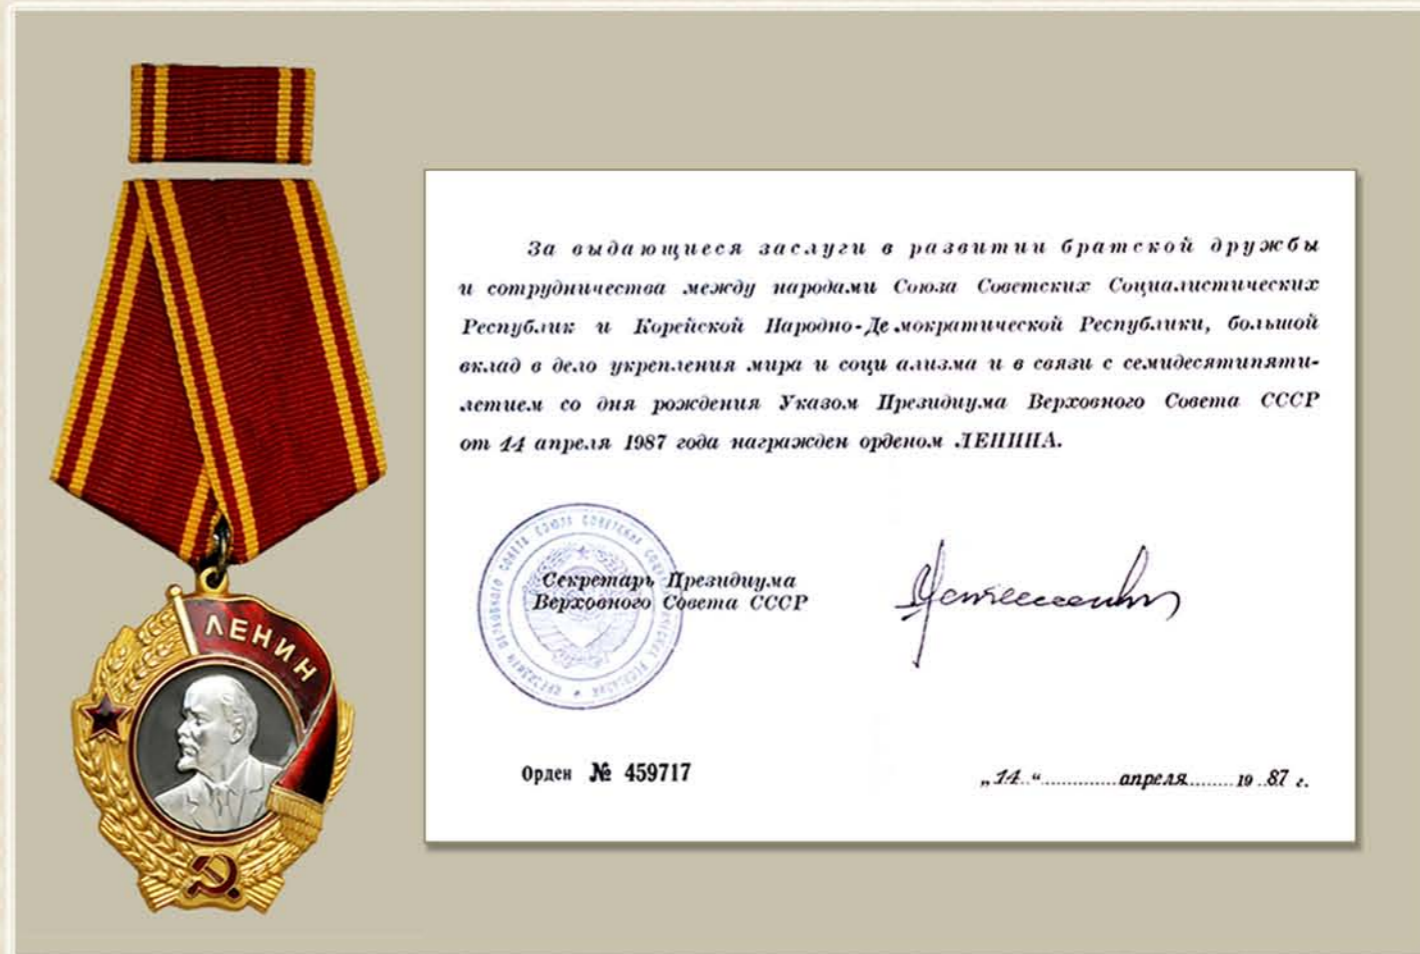 ЛЕНИН
За выдающиеся заслуги в развитии братской дружбы
и сотрудничества между народами Союза Советских Социалистических
Республик и Корейской Народно-Демократической Республики, большой
вклад в дело укрепления мира и социализма и в связи с семидесятипяти-
летием со дня рождения Указом Президиума Верховного Совета СССР
от 14 апреля 1987 года награжден орденом ЛЕНИНА.
Секретарь Президиума
Верховного Совета СССР
Орден № 459717
„14“ апреля 1987 г.